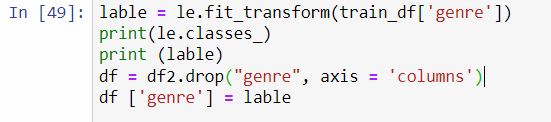 In [49]: lable = le.fit_transform(train_df['genre'])
print(le.classes_)
print (lable)
df = df2.drop("genre", axis = 'columns')
df ['genre'] = lable